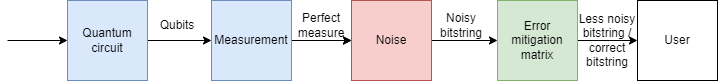 Quantum
circuit
Qubits
Measurement
Perfect
measure
Noise
Noisy
bitstring
Error
mitigation
matrix
Less noisy
bitstring /
correct
bitstring
User